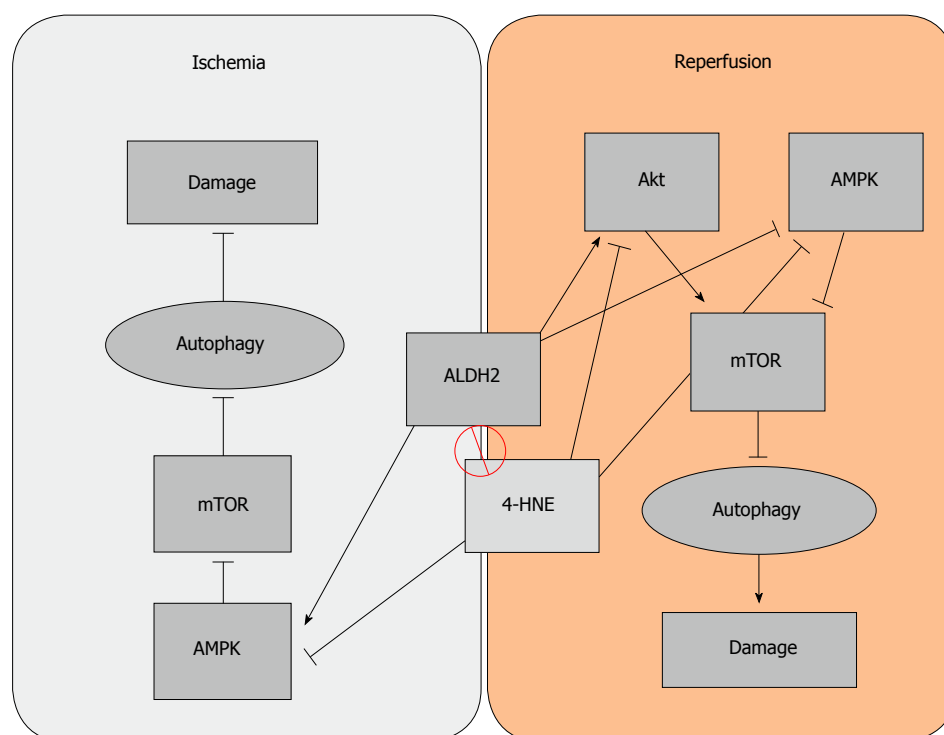 Ischemia
Damage
Autophagy
mTOR
AMPK
ALDH2
4-HNE
Reperfusion
Akt
AMPK
mTOR
Autophagy
Damage